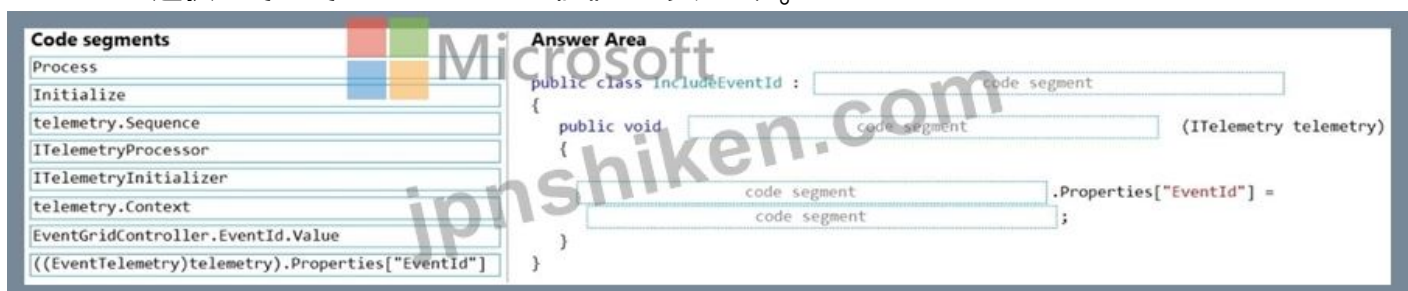 Code segments
Process
Initialize
telemetry.Sequence
ITelemetryProcessor
ITelemetryInitializer
telemetry.Context
EventGridController.EventId.Value
((EventTelemetry)telemetry).Properties["EventId"]
Answer Area
public class IncludeEventId : code segment
{
public void code segment (ITelemetry telemetry)
{
code segment .Properties["EventId"] =
code segment ;
}
}
Microsoft
jpnshiken.com